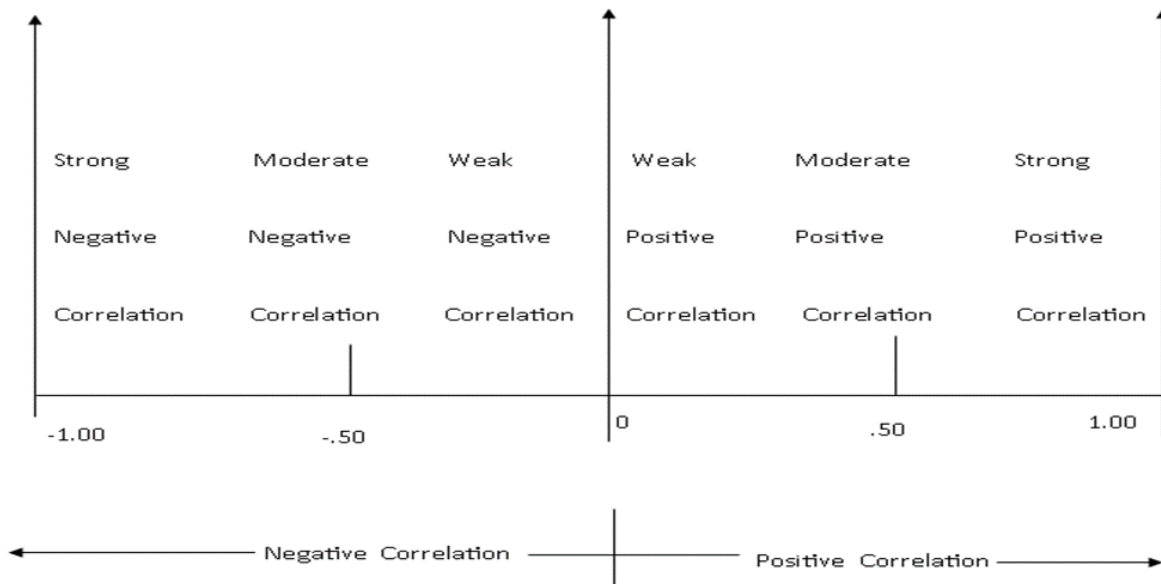 Strong Moderate Weak Weak Moderate Strong
Negative Negative Negative Positive Positive Positive
Correlation Correlation Correlation Correlation Correlation Correlation
-1.00 -.50 0 .50 1.00
Negative Correlation Positive Correlation